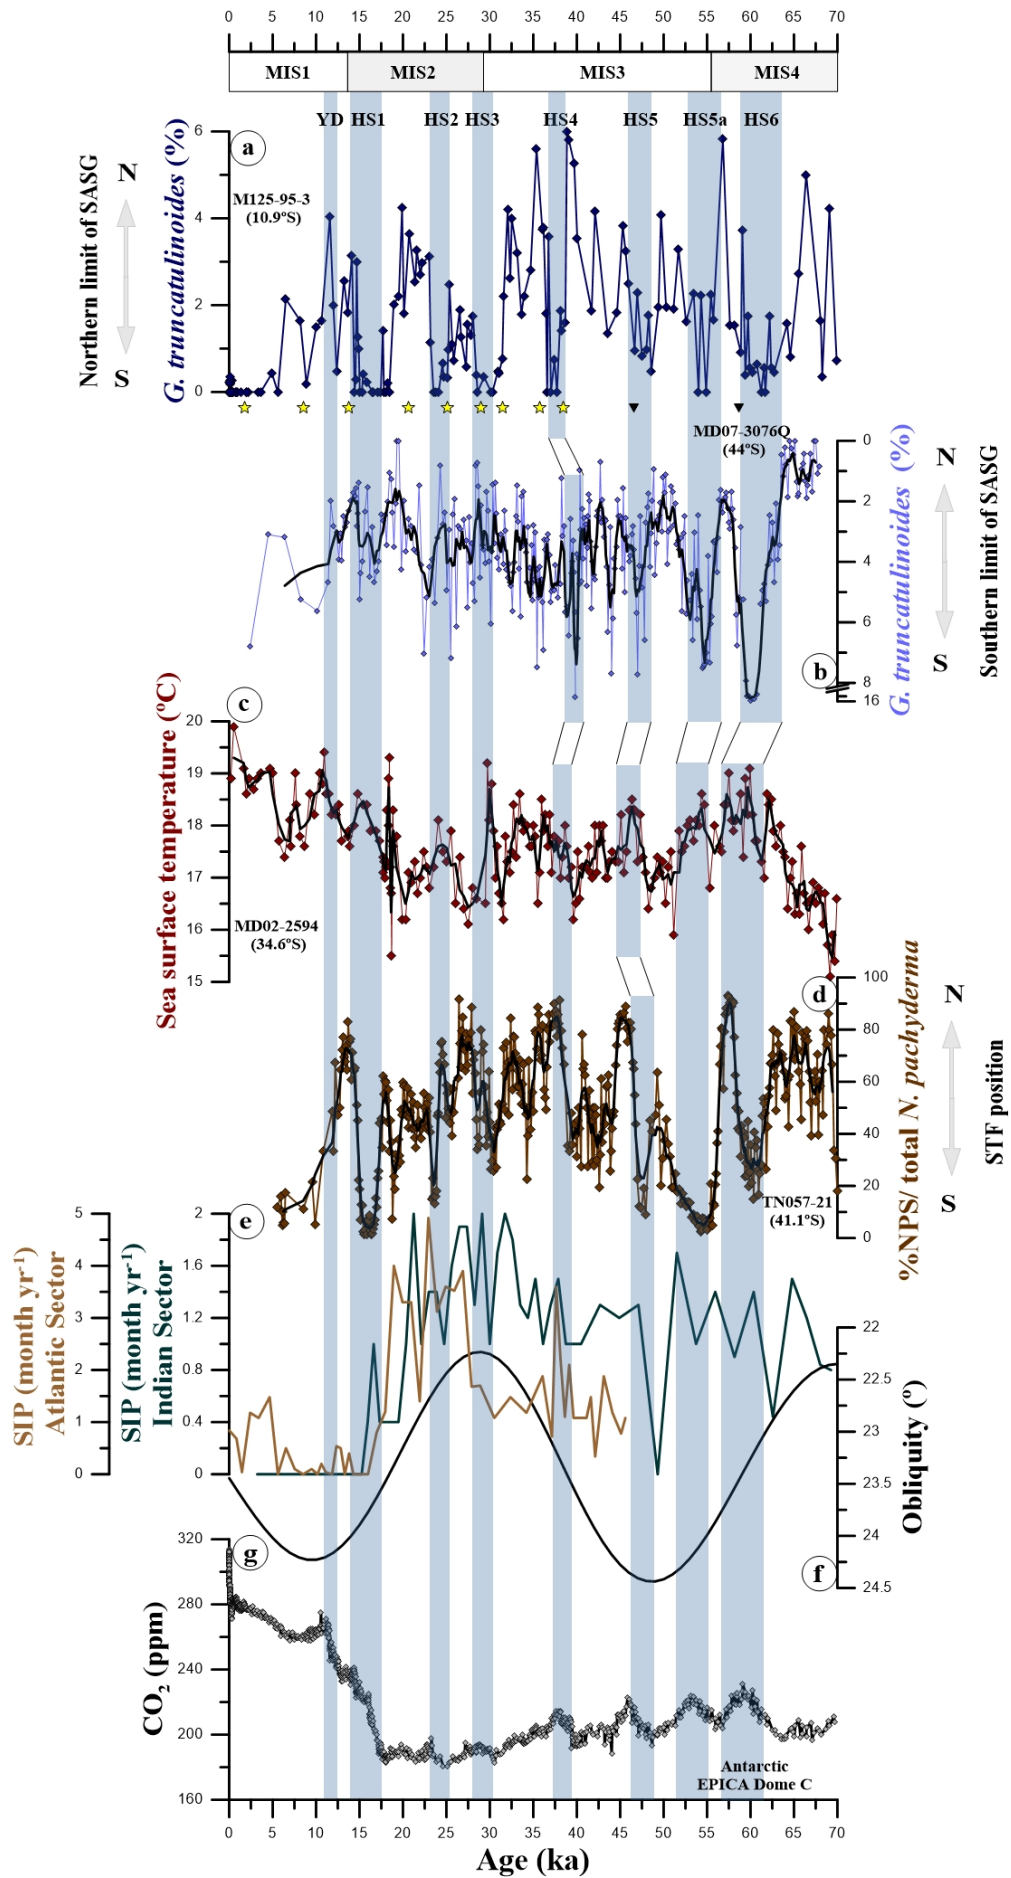 0 5 10 15 20 25 30 35 40 45 50 55 60 65 70
MIS1 MIS2 MIS3 MIS4
YD HS1 HS2 HS3 HS4 HS5 HS5a HS6
Northern limit of SASG
N
S
G. truncatulinoides (%)
6
4
2
0
a
M125-95-3
(10.9ºS)
MD07-3076Q
(44ºS)
0
2
4
6
8
16
b
G. truncatulinoides (%)
N
S
Southern limit of SASG
Sea surface temperature (ºC)
c
20
19
18
17
16
15
MD02-2594
(34.6ºS)
100
80
60
40
20
0
d
TN057-21
(41.1ºS)
%NPS/ total N. pachyderma
N
S
STF position
SIP (month yr-1)
Atlantic Sector
5
4
3
2
1
0
SIP (month yr-1)
Indian Sector
2
1.6
1.2
0.8
0.4
0
e
22
22.5
23
23.5
24
24.5
Obliquity (º)
f
CO2 (ppm)
320
280
240
200
160
g
Antarctic
EPICA Dome C
0 5 10 15 20 25 30 35 40 45 50 55 60 65 70
Age (ka)